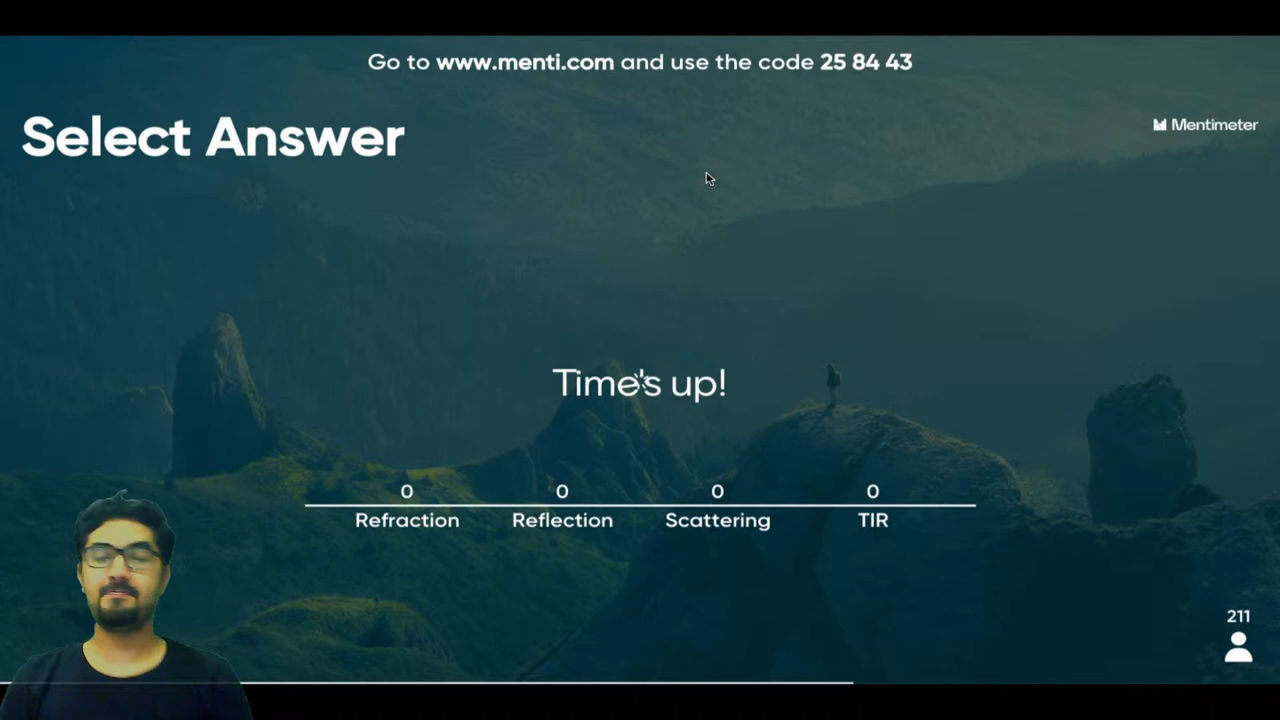 Go to www.menti.com and use the code 25 84 43
Select Answer
Mentimeter
Time's up!
0 0 0 0
Refraction Reflection Scattering TIR
211